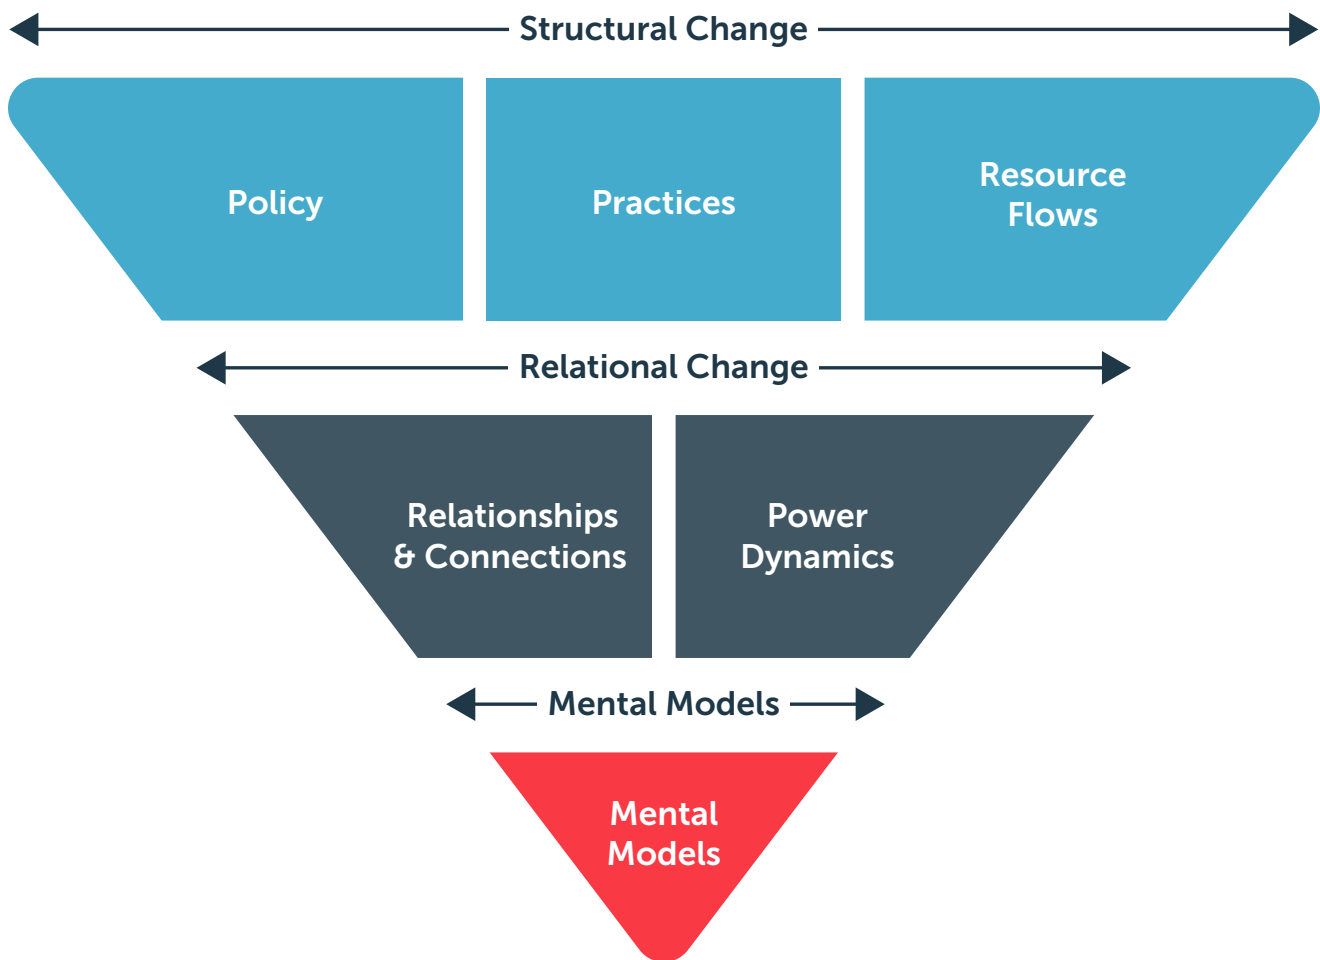 Structural Change
Policy
Practices
Resource
Flows
Relational Change
Relationships
& Connections
Power
Dynamics
Mental Models
Mental
Models